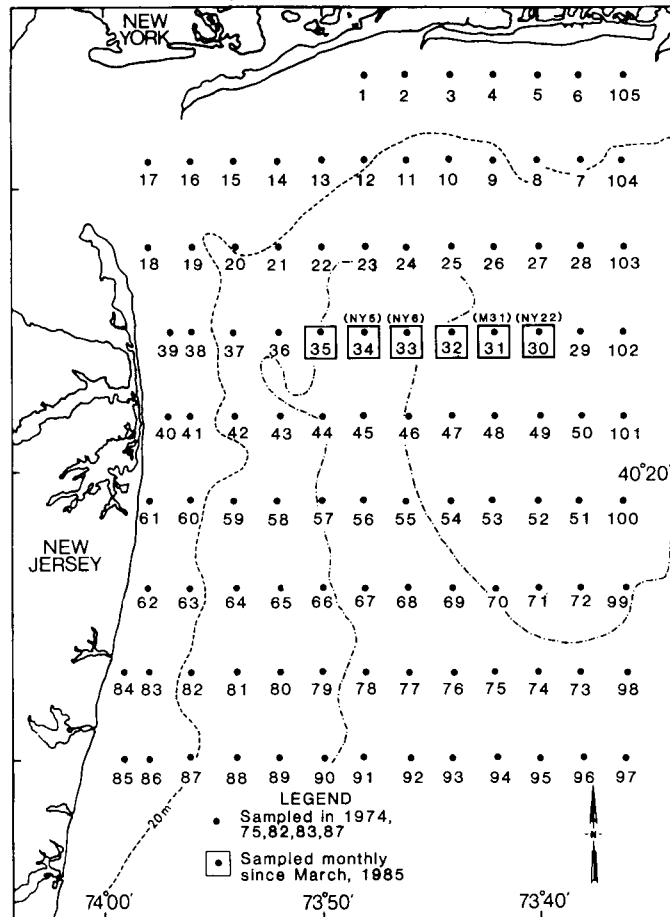 NEW
YORK
1 2 3 4 5 6 105
17 16 15 14 13 12 11 10 9 8 7 104
18 19 20 21 22 23 24 25 26 27 28 103
(NY5) (NY6) (M31) (NY22)
39 38 37 36 35 34 33 32 31 30 29 102
40 41 42 43 44 45 46 47 48 49 50 101
40°20'
61 60 59 58 57 56 55 54 53 52 51 100
NEW
JERSEY
62 63 64 65 66 67 68 69 70 71 72 99
84 83 82 81 80 79 78 77 76 75 74 73 98
85 86 87 88 89 90 91 92 93 94 95 96 97
LEGEND
Sampled in 1974,
75,82,83,87
20m
N
Sampled monthly
since March, 1985
74°00' 73°50' 73°40'